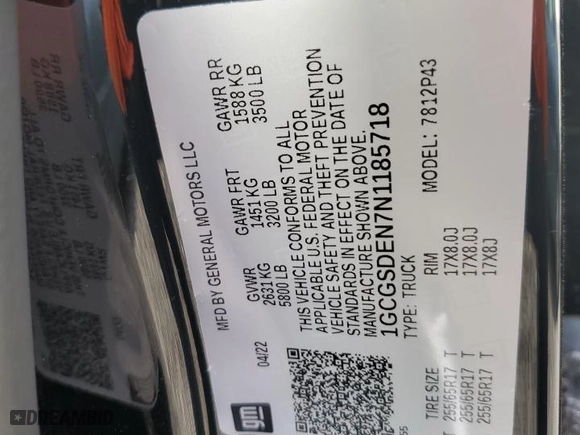 gm
MFD BY GENERAL MOTORS LLC
04/22
GVWR
2631 KG
5800 LB
GAWR FRT
1451 KG
3200 LB
GAWR RR
1588 KG
3500 LB
THIS VEHICLE CONFORMS TO ALL
APPLICABLE U.S. FEDERAL MOTOR
VEHICLE SAFETY AND THEFT PREVENTION
STANDARDS IN EFFECT ON THE DATE OF
MANUFACTURE SHOWN ABOVE.
1GCGSDEN7N1185718
TYPE: TRUCK
MODEL: 7812P43
TIRE SIZE RIM
255/65R17 T 17X8.0J
255/65R17 T 17X8.0J
255/65R17 T 17X8J
DREAMBID